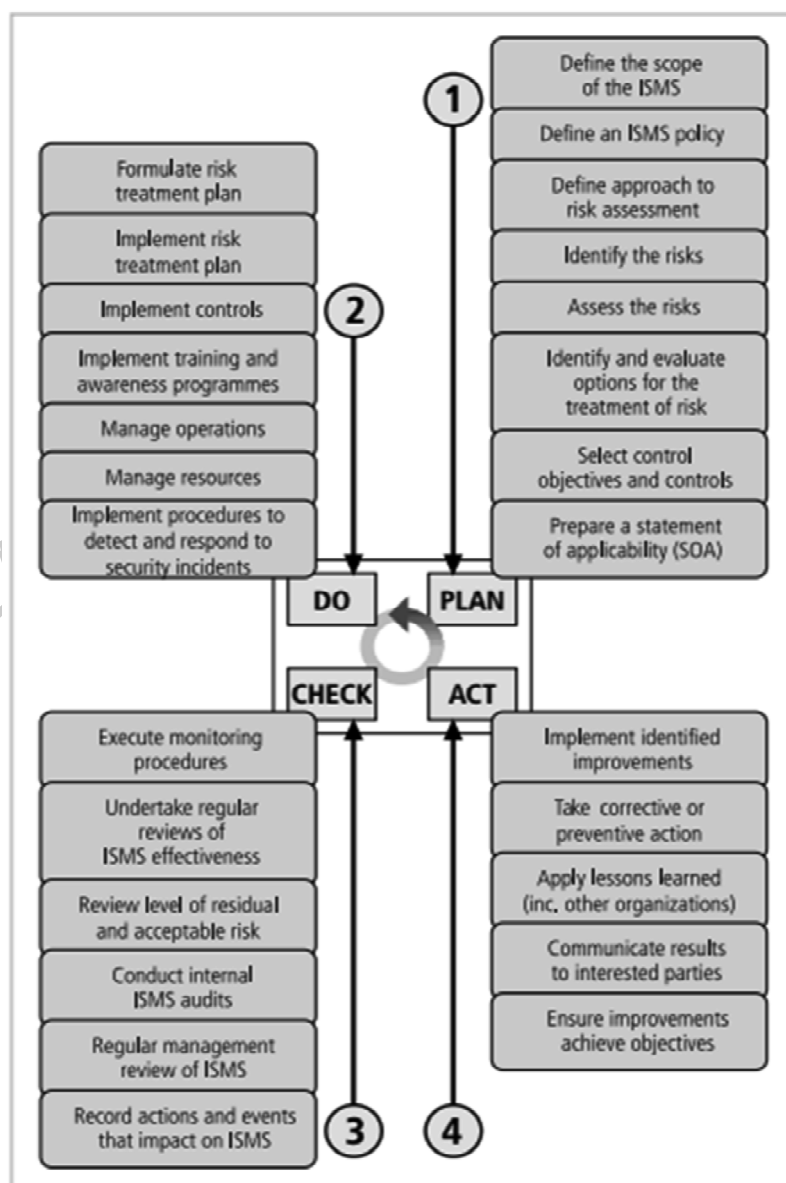 1
Define the scope
of the ISMS
Define an ISMS policy
Define approach to
risk assessment
Identify the risks
Assess the risks
Identify and evaluate
options for the
treatment of risk
Select control
objectives and controls
Prepare a statement
of applicability (SOA)
PLAN
2
Formulate risk
treatment plan
Implement risk
treatment plan
Implement controls
Implement training and
awareness programmes
Manage operations
Manage resources
Implement procedures to
detect and respond to
security incidents
DO
CHECK
Execute monitoring
procedures
Undertake regular
reviews of
ISMS effectiveness
Review level of residual
and acceptable risk
Conduct internal
ISMS audits
Regular management
review of ISMS
Record actions and events
that impact on ISMS
3
ACT
Implement identified
improvements
Take corrective or
preventive action
Apply lessons learned
(inc. other organizations)
Communicate results
to interested parties
Ensure improvements
achieve objectives
4